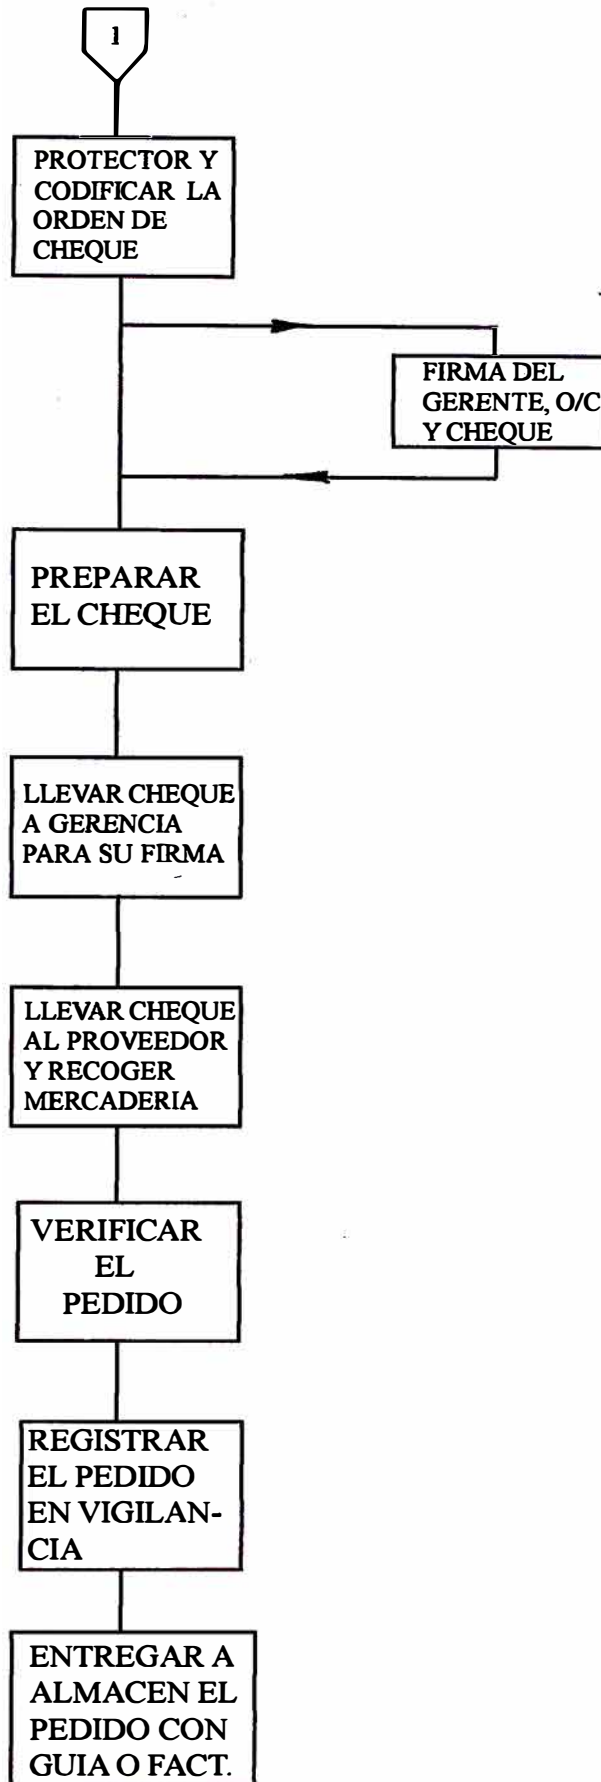 1
PROTECTOR Y
CODIFICAR LA
ORDEN DE
CHEQUE
FIRMA DEL
GERENTE, O/C
Y CHEQUE
PREPARAR
EL CHEQUE
LLEVAR CHEQUE
A GERENCIA
PARA SU FIRMA
LLEVAR CHEQUE
AL PROVEEDOR
Y RECOGER
MERCADERIA
VERIFICAR
EL
PEDIDO
REGISTRAR
EL PEDIDO
EN VIGILAN-
CIA
ENTREGAR A
ALMACEN EL
PEDIDO CON
GUIA O FACT.